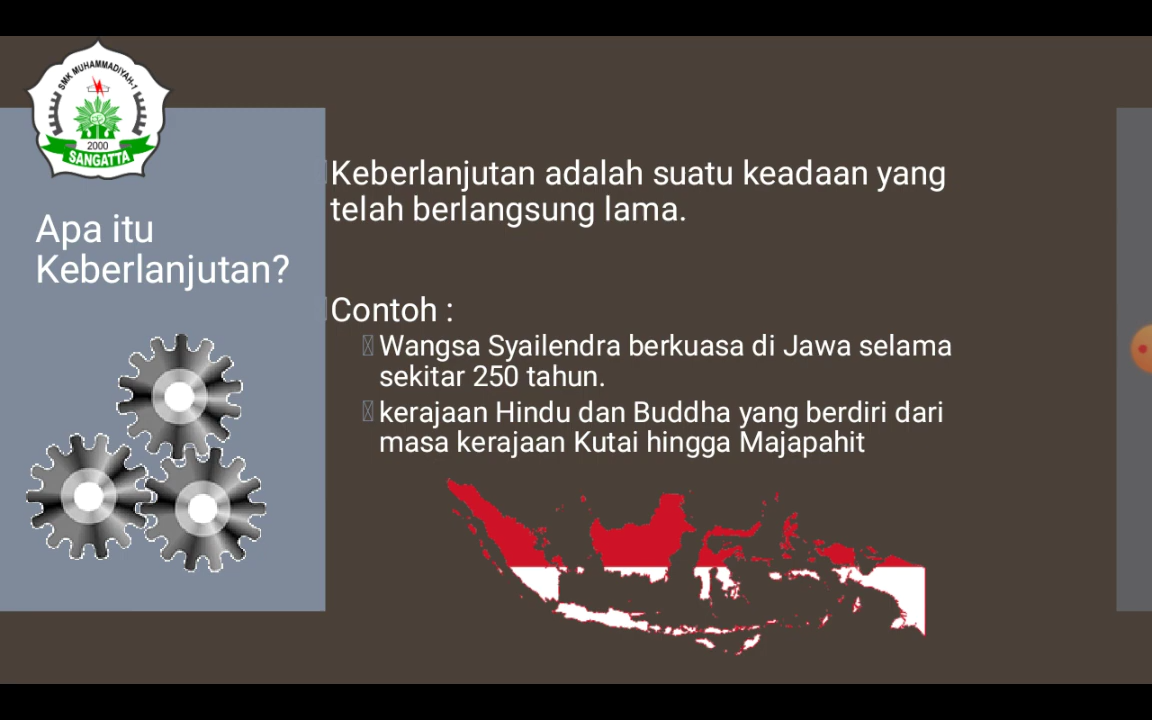 SMK MUHAMMADIYAH-1
2000
SANGATTA
Apa itu
Keberlanjutan?
Keberlanjutan adalah suatu keadaan yang
telah berlangsung lama.
Contoh :
Wangsa Syailendra berkuasa di Jawa selama
sekitar 250 tahun.
kerajaan Hindu dan Buddha yang berdiri dari
masa kerajaan Kutai hingga Majapahit